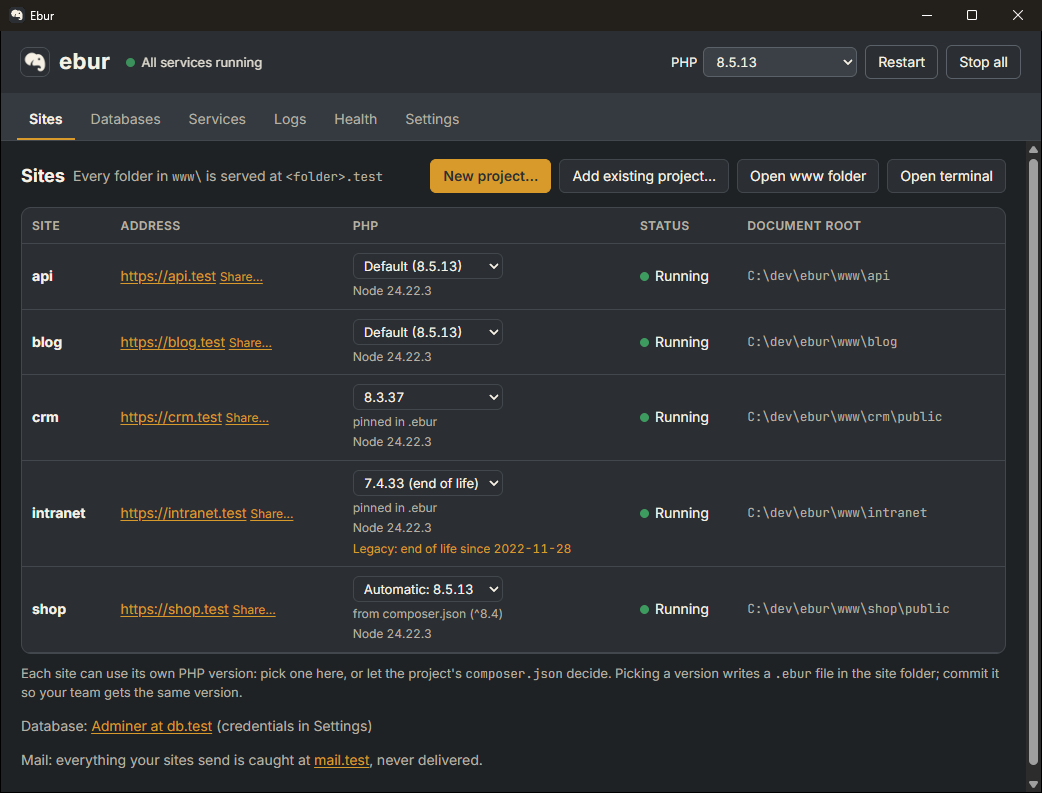 Ebur
ebur All services running PHP 8.5.13 Restart Stop all
Sites Databases Services Logs Health Settings
Sites Every folder in www\ is served at <folder>.test New project... Add existing project... Open www folder Open terminal
SITE ADDRESS PHP STATUS DOCUMENT ROOT
api https://api.test Share... Default (8.5.13) Running C:\dev\ebur\www\api
Node 24.22.3
blog https://blog.test Share... Default (8.5.13) Running C:\dev\ebur\www\blog
Node 24.22.3
crm https://crm.test Share... 8.3.37 Running C:\dev\ebur\www\crm\public
pinned in .ebur
Node 24.22.3
intranet https://intranet.test Share... 7.4.33 (end of life) Running C:\dev\ebur\www\intranet
pinned in .ebur
Node 24.22.3
Legacy: end of life since 2022-11-28
shop https://shop.test Share... Automatic: 8.5.13 Running C:\dev\ebur\www\shop\public
from composer.json (^8.4)
Node 24.22.3
Each site can use its own PHP version: pick one here, or let the project's composer.json decide. Picking a version writes a .ebur file in the site folder; commit it
so your team gets the same version.
Database: Adminer at db.test (credentials in Settings)
Mail: everything your sites send is caught at mail.test, never delivered.